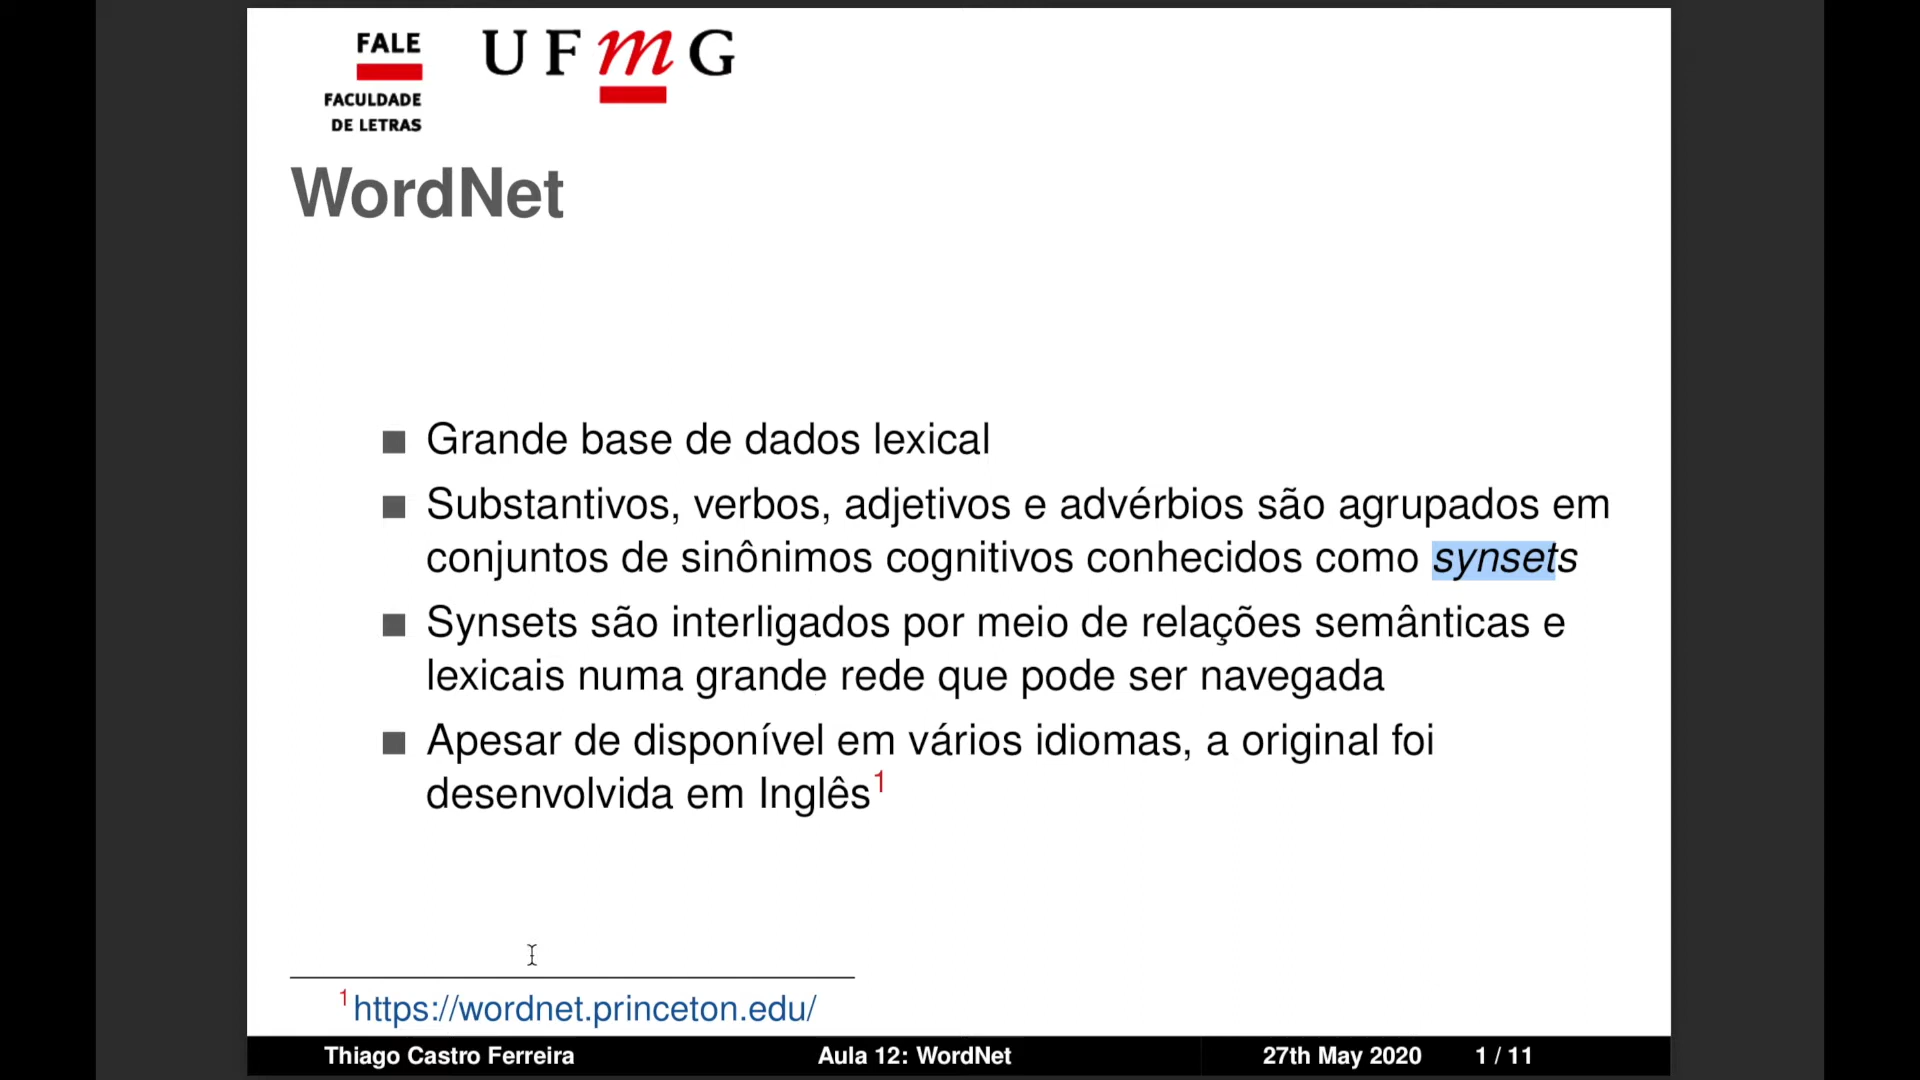 FALE
FACULDADE
DE LETRAS
UFmG
WordNet
Grande base de dados lexical
Substantivos, verbos, adjetivos e advérbios são agrupados em
conjuntos de sinônimos cognitivos conhecidos como synsets
Synsets são interligados por meio de relações semânticas e
lexicais numa grande rede que pode ser navegada
Apesar de disponível em vários idiomas, a original foi
desenvolvida em Inglês1
1 https://wordnet.princeton.edu/
Thiago Castro Ferreira Aula 12: WordNet 27th May 2020 1 / 11